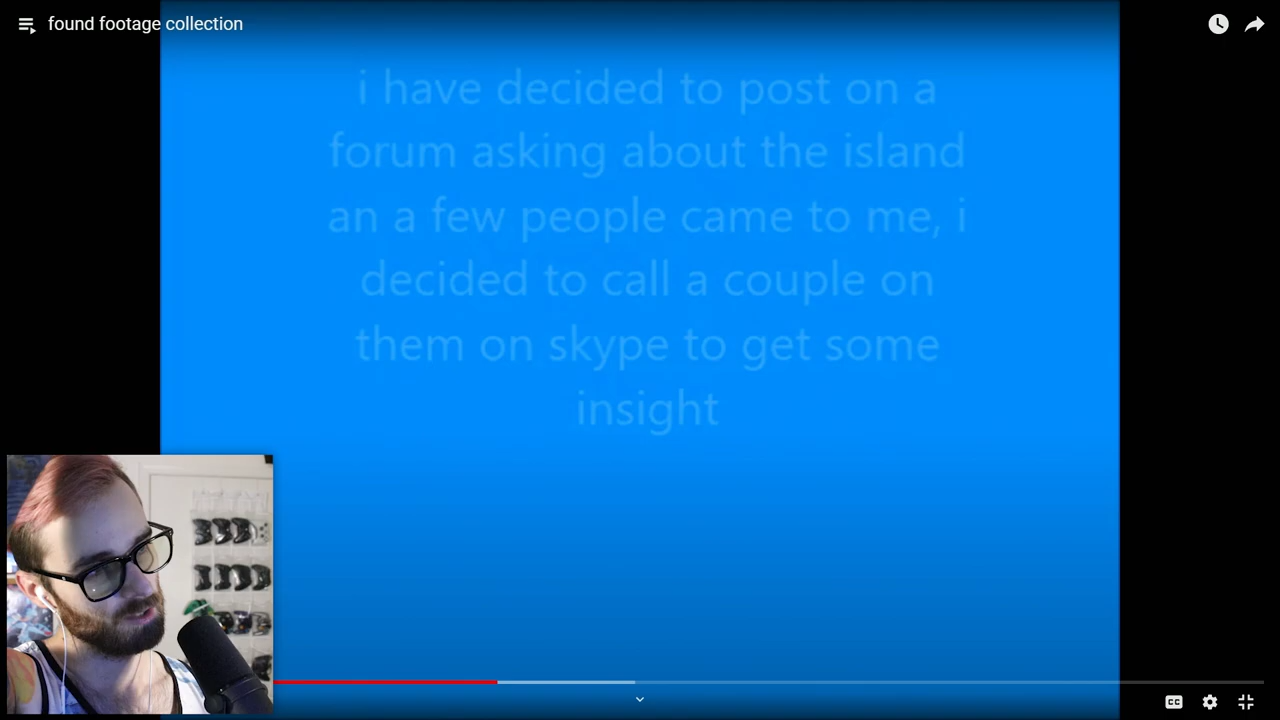 found footage collection
i have decided to post on a
forum asking about the island
an a few people came to me, i
decided to call a couple on
them on skype to get some
insight
CC